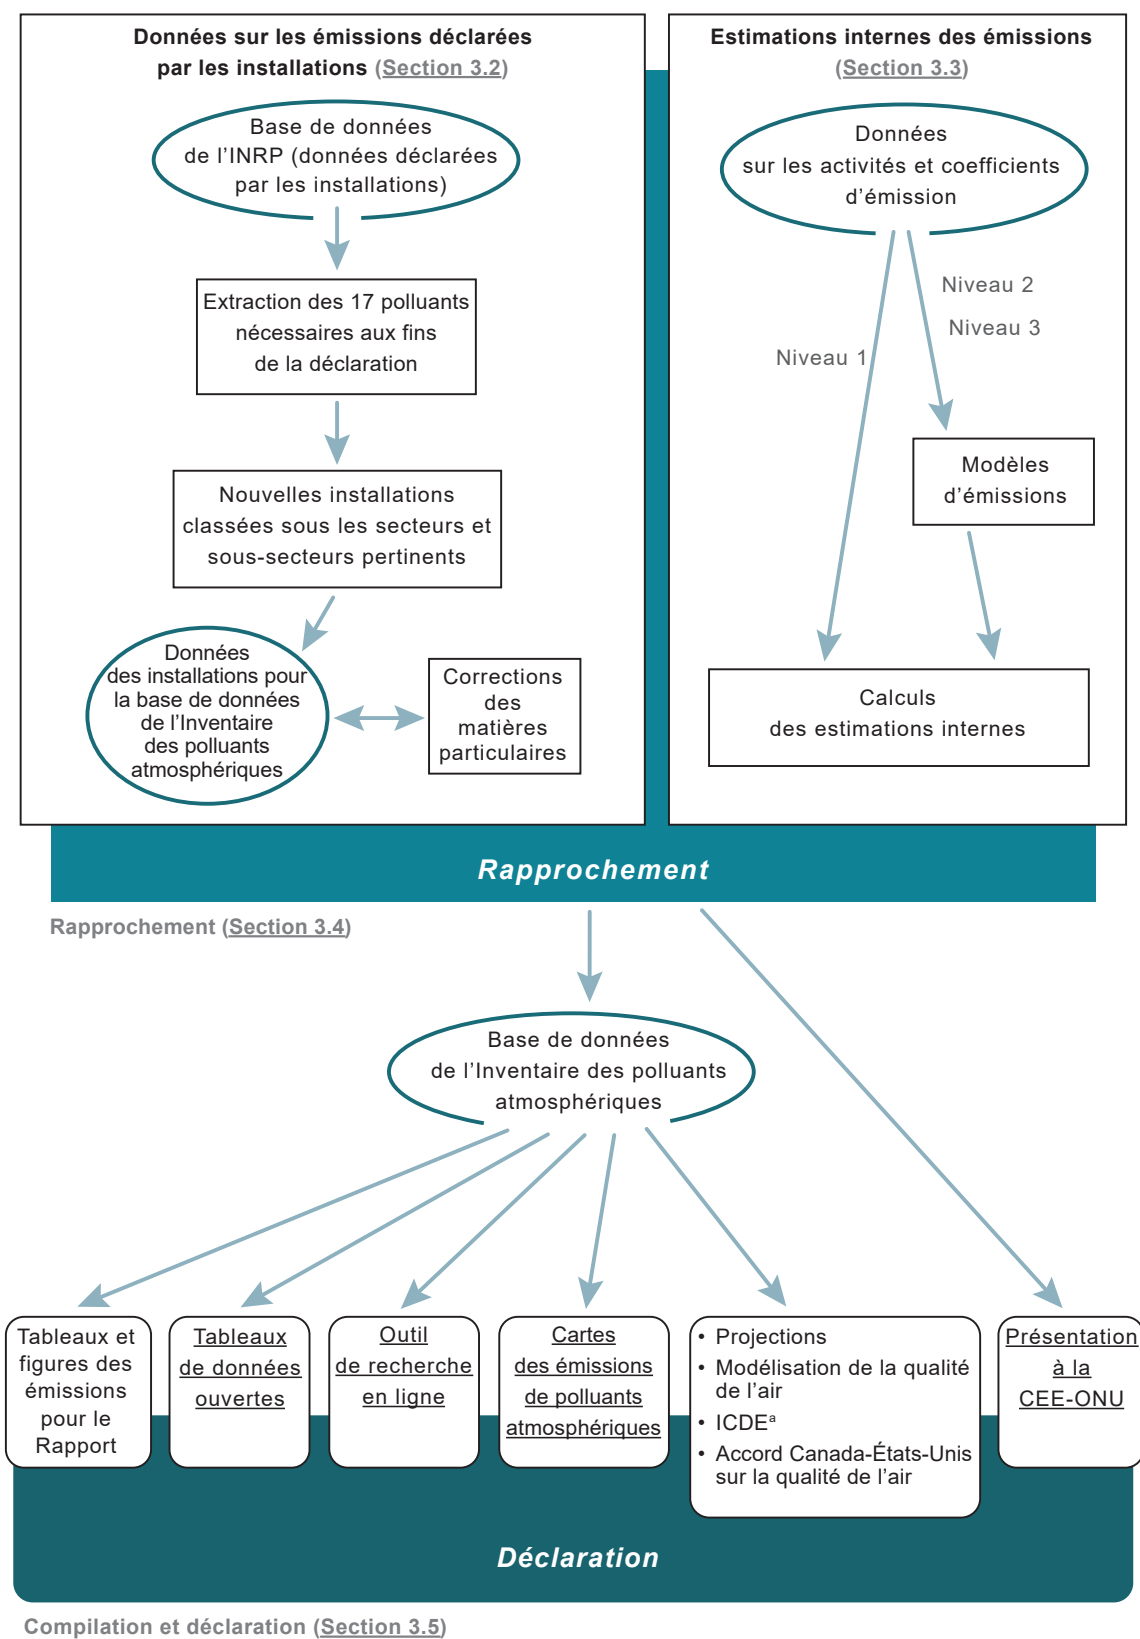 Données sur les émissions déclarées
par les installations (Section 3.2)
Base de données
de l'INRP (données déclarées
par les installations)
Extraction des 17 polluants
nécessaires aux fins
de la déclaration
Nouvelles installations
classées sous les secteurs et
sous-secteurs pertinents
Données
des installations pour
la base de données
de l'Inventaire
des polluants
atmosphériques
Corrections
des
matières
particulaires
Estimations internes des émissions
(Section 3.3)
Données
sur les activités et coefficients
d'émission
Niveau 2
Niveau 3
Niveau 1
Modèles
d'émissions
Calculs
des estimations internes
Rapprochement
Rapprochement (Section 3.4)
Base de données
de l'Inventaire des polluants
atmosphériques
Tableaux et
figures des
émissions
pour le
Rapport
Tableaux
de données
ouvertes
Outil
de recherche
en ligne
Cartes
des émissions
de polluants
atmosphériques
• Projections
• Modélisation de la qualité
de l'air
• ICDEᵃ
• Accord Canada-États-Unis
sur la qualité de l'air
Présentation
à la
CEE-ONU
Déclaration
Compilation et déclaration (Section 3.5)